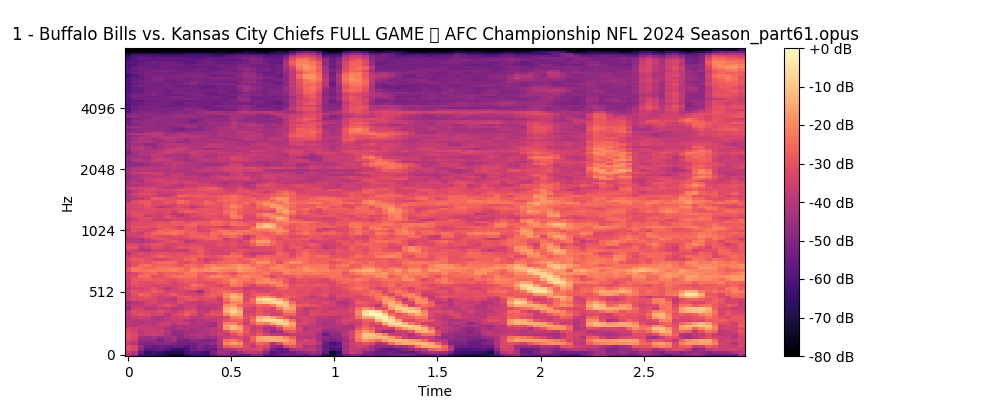 1 - Buffalo Bills vs. Kansas City Chiefs FULL GAME ▯ AFC Championship NFL 2024 Season_part61.opus
+0 dB
-10 dB
-20 dB
-30 dB
-40 dB
-50 dB
-60 dB
-70 dB
-80 dB
Hz
4096
2048
1024
512
0
0 0.5 1 1.5 2 2.5
Time